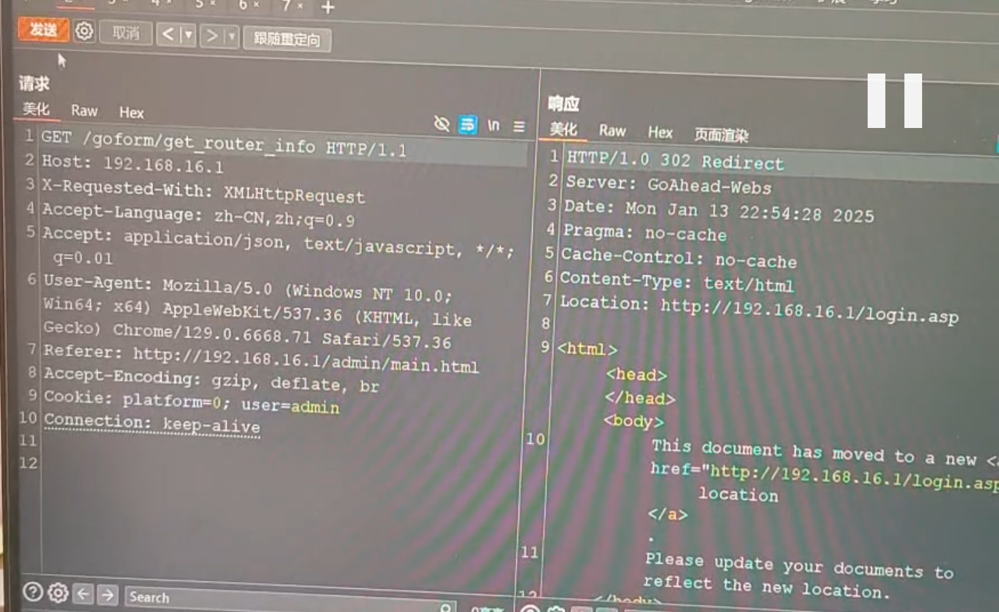 5 × 6 × 7 × +
发送 取消 < | ▼ > | ▼ 跟随重定向
请求
美化 Raw Hex
\n
1 GET /goform/get_router_info HTTP/1.1
2 Host: 192.168.16.1
3 X-Requested-With: XMLHttpRequest
4 Accept-Language: zh-CN,zh;q=0.9
5 Accept: application/json, text/javascript, */*;
q=0.01
6 User-Agent: Mozilla/5.0 (Windows NT 10.0;
Win64; x64) AppleWebKit/537.36 (KHTML, like
Gecko) Chrome/129.0.6668.71 Safari/537.36
7 Referer: http://192.168.16.1/admin/main.html
8 Accept-Encoding: gzip, deflate, br
9 Cookie: platform=0; user=admin
10 Connection: keep-alive
11
12
Search
响应
美化 Raw Hex 页面渲染
1 HTTP/1.0 302 Redirect
2 Server: GoAhead-Webs
3 Date: Mon Jan 13 22:54:28 2025
4 Pragma: no-cache
5 Cache-Control: no-cache
6 Content-Type: text/html
7 Location: http://192.168.16.1/login.asp
8
9 <html>
<head>
</head>
<body>
10 This document has moved to a new <a
href="http://192.168.16.1/login.asp
location
</a>
.
11 Please update your documents to
reflect the new location.
12 </body>